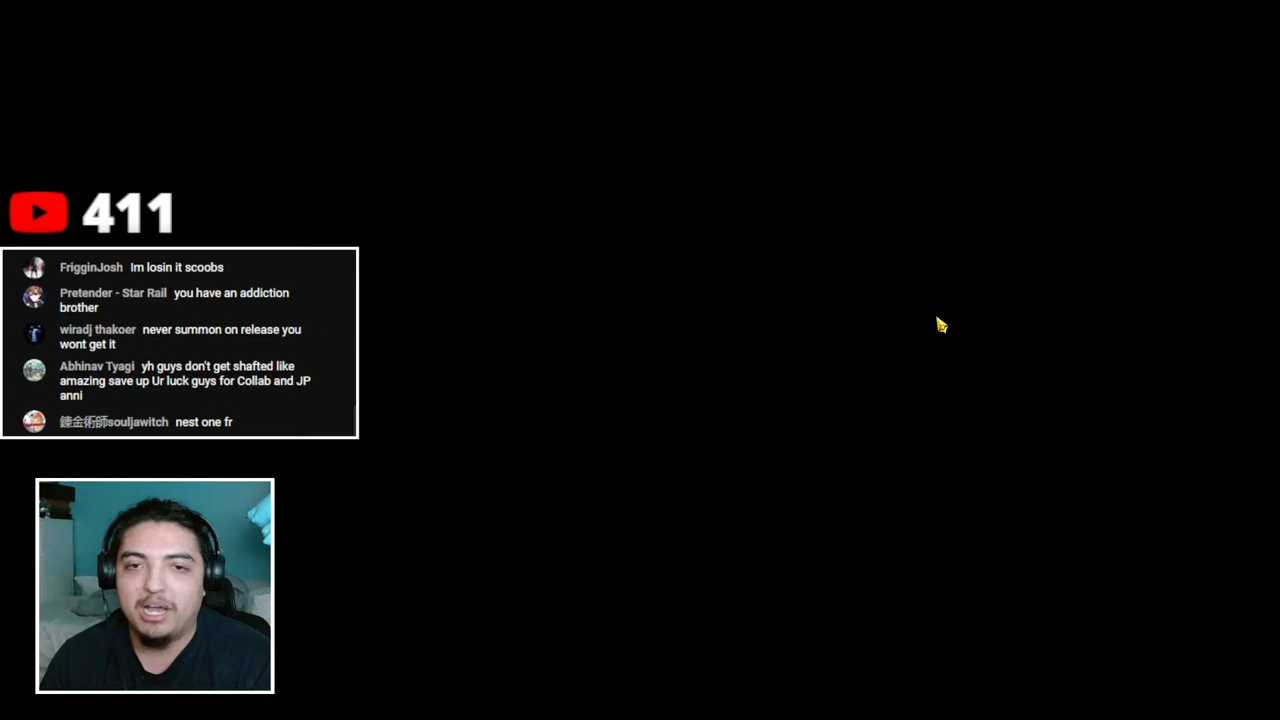 411
FrigginJosh Im losin it scoobs
Pretender - Star Rail you have an addiction
brother
wiradj thakoer never summon on release you
wont get it
Abhinav Tyagi yh guys don't get shafted like
amazing save up Ur luck guys for Collab and JP
anni
錬金術師souljawitch nest one fr